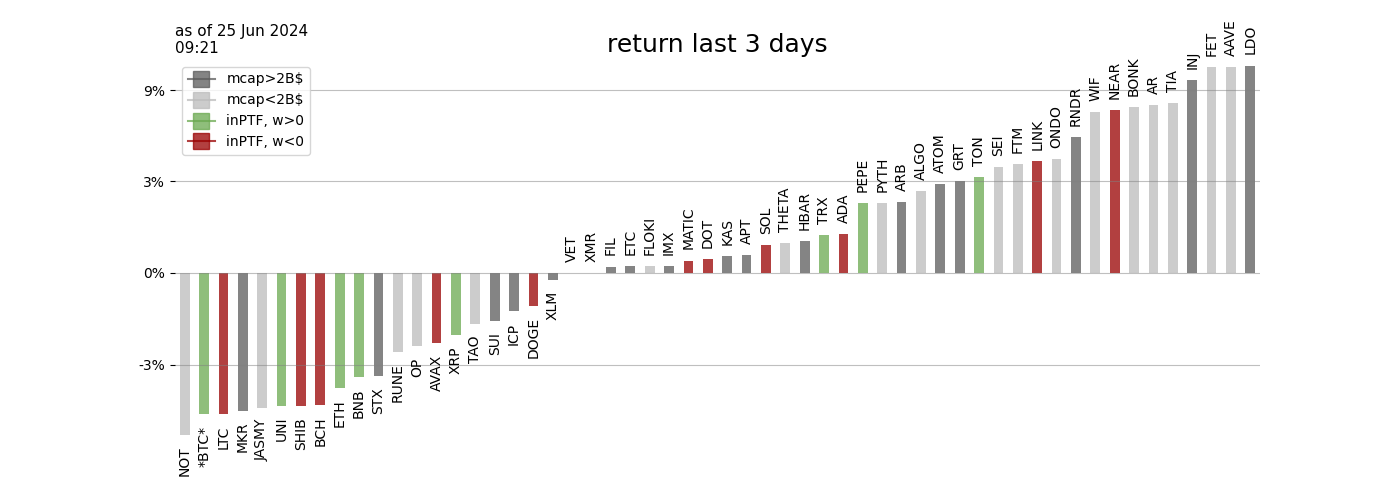 as of 25 Jun 2024
09:21
return last 3 days
mcap>2B$
mcap<2B$
inPTF, w>0
inPTF, w<0
9%
3%
0%
-3%
NOT
*BTC*
LTC
MKR
JASMY
UNI
SHIB
BCH
ETH
BNB
STX
RUNE
OP
AVAX
XRP
TAO
SUI
ICP
DOGE
XLM
VET
XMR
FIL
ETC
FLOKI
IMX
MATIC
DOT
KAS
APT
SOL
THETA
HBAR
TRX
ADA
PEPE
PYTH
ARB
ALGO
ATOM
GRT
TON
SEI
FTM
LINK
ONDO
RNDR
WIF
NEAR
BONK
AR
TIA
INJ
FET
AAVE
LDO